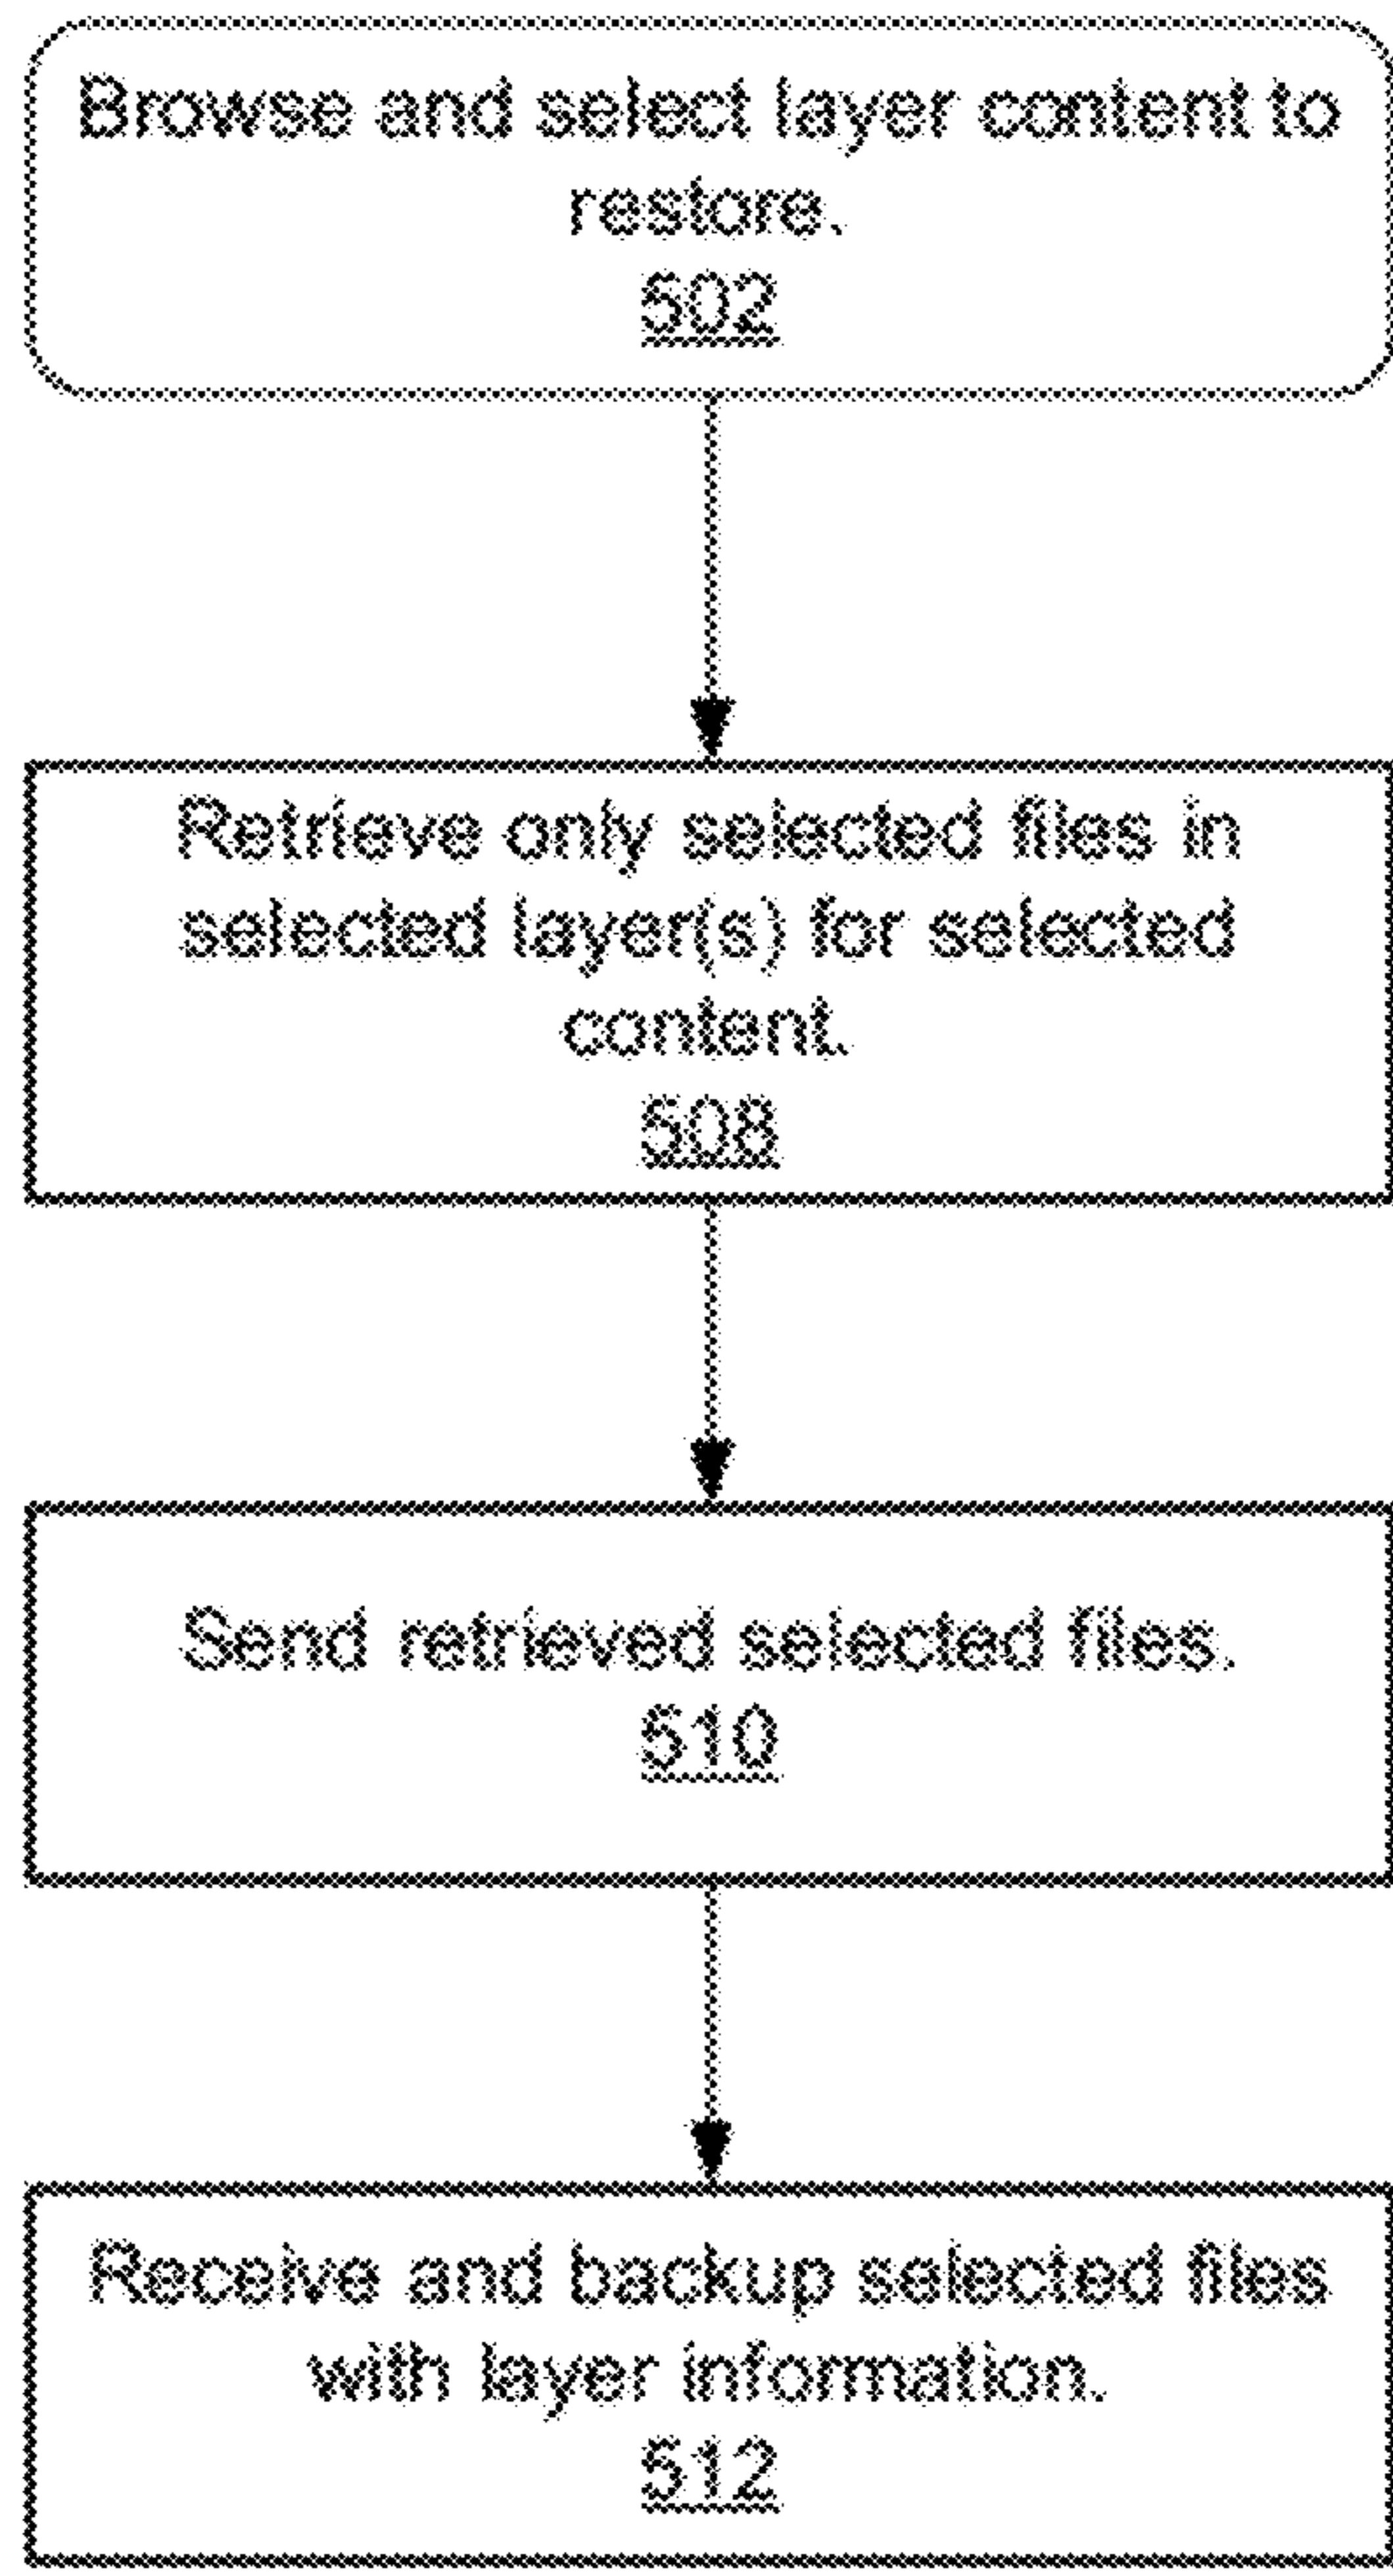 Browse and select layer content to
restore.
502
Retrieve only selected files in
selected layer(s) for selected
content.
508
Send retrieved selected files.
510
Receive and backup selected files
with layer information.
512